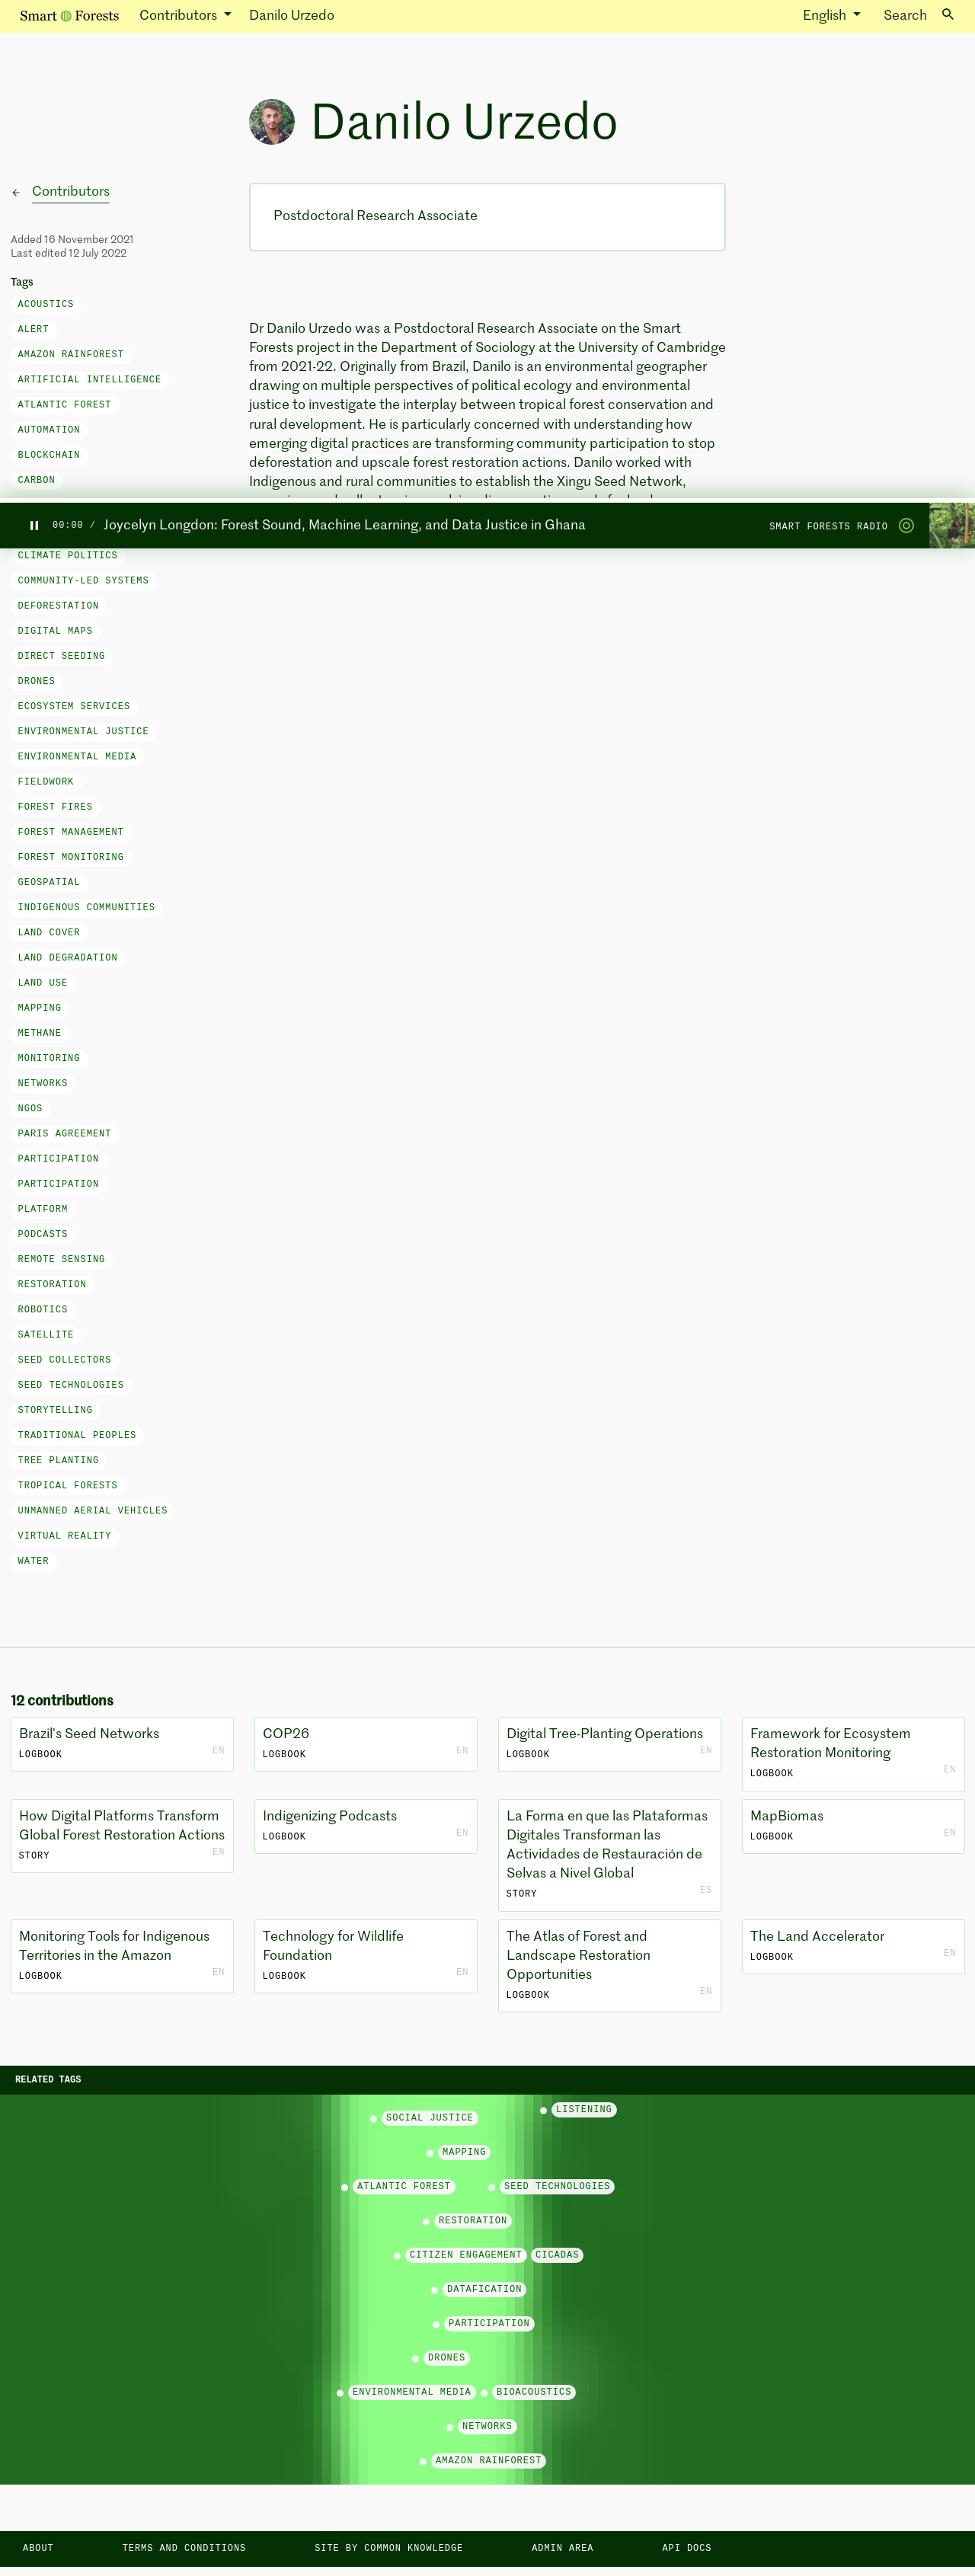 Smart Forests
Contributors
Danilo Urzedo
English
Search
Danilo Urzedo
Contributors
Added 16 November 2021
Last edited 12 July 2022
Tags
ACOUSTICS
ALERT
AMAZON RAINFOREST
ARTIFICIAL INTELLIGENCE
ATLANTIC FOREST
AUTOMATION
BLOCKCHAIN
CARBON
Postdoctoral Research Associate
Dr Danilo Urzedo was a Postdoctoral Research Associate on the Smart
Forests project in the Department of Sociology at the University of Cambridge
from 2021-22. Originally from Brazil, Danilo is an environmental geographer
drawing on multiple perspectives of political ecology and environmental
justice to investigate the interplay between tropical forest conservation and
rural development. He is particularly concerned with understanding how
emerging digital practices are transforming community participation to stop
deforestation and upscale forest restoration actions. Danilo worked with
Indigenous and rural communities to establish the Xingu Seed Network,
00:00 / Joycelyn Longdon: Forest Sound, Machine Learning, and Data Justice in Ghana
SMART FORESTS RADIO
CLIMATE POLITICS
COMMUNITY-LED SYSTEMS
DEFORESTATION
DIGITAL MAPS
DIRECT SEEDING
DRONES
ECOSYSTEM SERVICES
ENVIRONMENTAL JUSTICE
ENVIRONMENTAL MEDIA
FIELDWORK
FOREST FIRES
FOREST MANAGEMENT
FOREST MONITORING
GEOSPATIAL
INDIGENOUS COMMUNITIES
LAND COVER
LAND DEGRADATION
LAND USE
MAPPING
METHANE
MONITORING
NETWORKS
NGOS
PARIS AGREEMENT
PARTICIPATION
PARTICIPATION
PLATFORM
PODCASTS
REMOTE SENSING
RESTORATION
ROBOTICS
SATELLITE
SEED COLLECTORS
SEED TECHNOLOGIES
STORYTELLING
TRADITIONAL PEOPLES
TREE PLANTING
TROPICAL FORESTS
UNMANNED AERIAL VEHICLES
VIRTUAL REALITY
WATER
12 contributions
Brazil's Seed Networks
LOGBOOK
EN
COP26
LOGBOOK
EN
Digital Tree-Planting Operations
LOGBOOK
EN
Framework for Ecosystem
Restoration Monitoring
LOGBOOK
EN
How Digital Platforms Transform
Global Forest Restoration Actions
STORY
EN
Indigenizing Podcasts
LOGBOOK
EN
La Forma en que las Plataformas
Digitales Transforman las
Actividades de Restauración de
Selvas a Nivel Global
STORY
ES
MapBiomas
LOGBOOK
EN
Monitoring Tools for Indigenous
Territories in the Amazon
LOGBOOK
EN
Technology for Wildlife
Foundation
LOGBOOK
EN
The Atlas of Forest and
Landscape Restoration
Opportunities
LOGBOOK
EN
The Land Accelerator
LOGBOOK
EN
RELATED TAGS
LISTENING
SOCIAL JUSTICE
MAPPING
ATLANTIC FOREST
SEED TECHNOLOGIES
RESTORATION
CITIZEN ENGAGEMENT
CICADAS
DATAFICATION
PARTICIPATION
DRONES
ENVIRONMENTAL MEDIA
BIOACOUSTICS
NETWORKS
AMAZON RAINFOREST
ABOUT
TERMS AND CONDITIONS
SITE BY COMMON KNOWLEDGE
ADMIN AREA
API DOCS